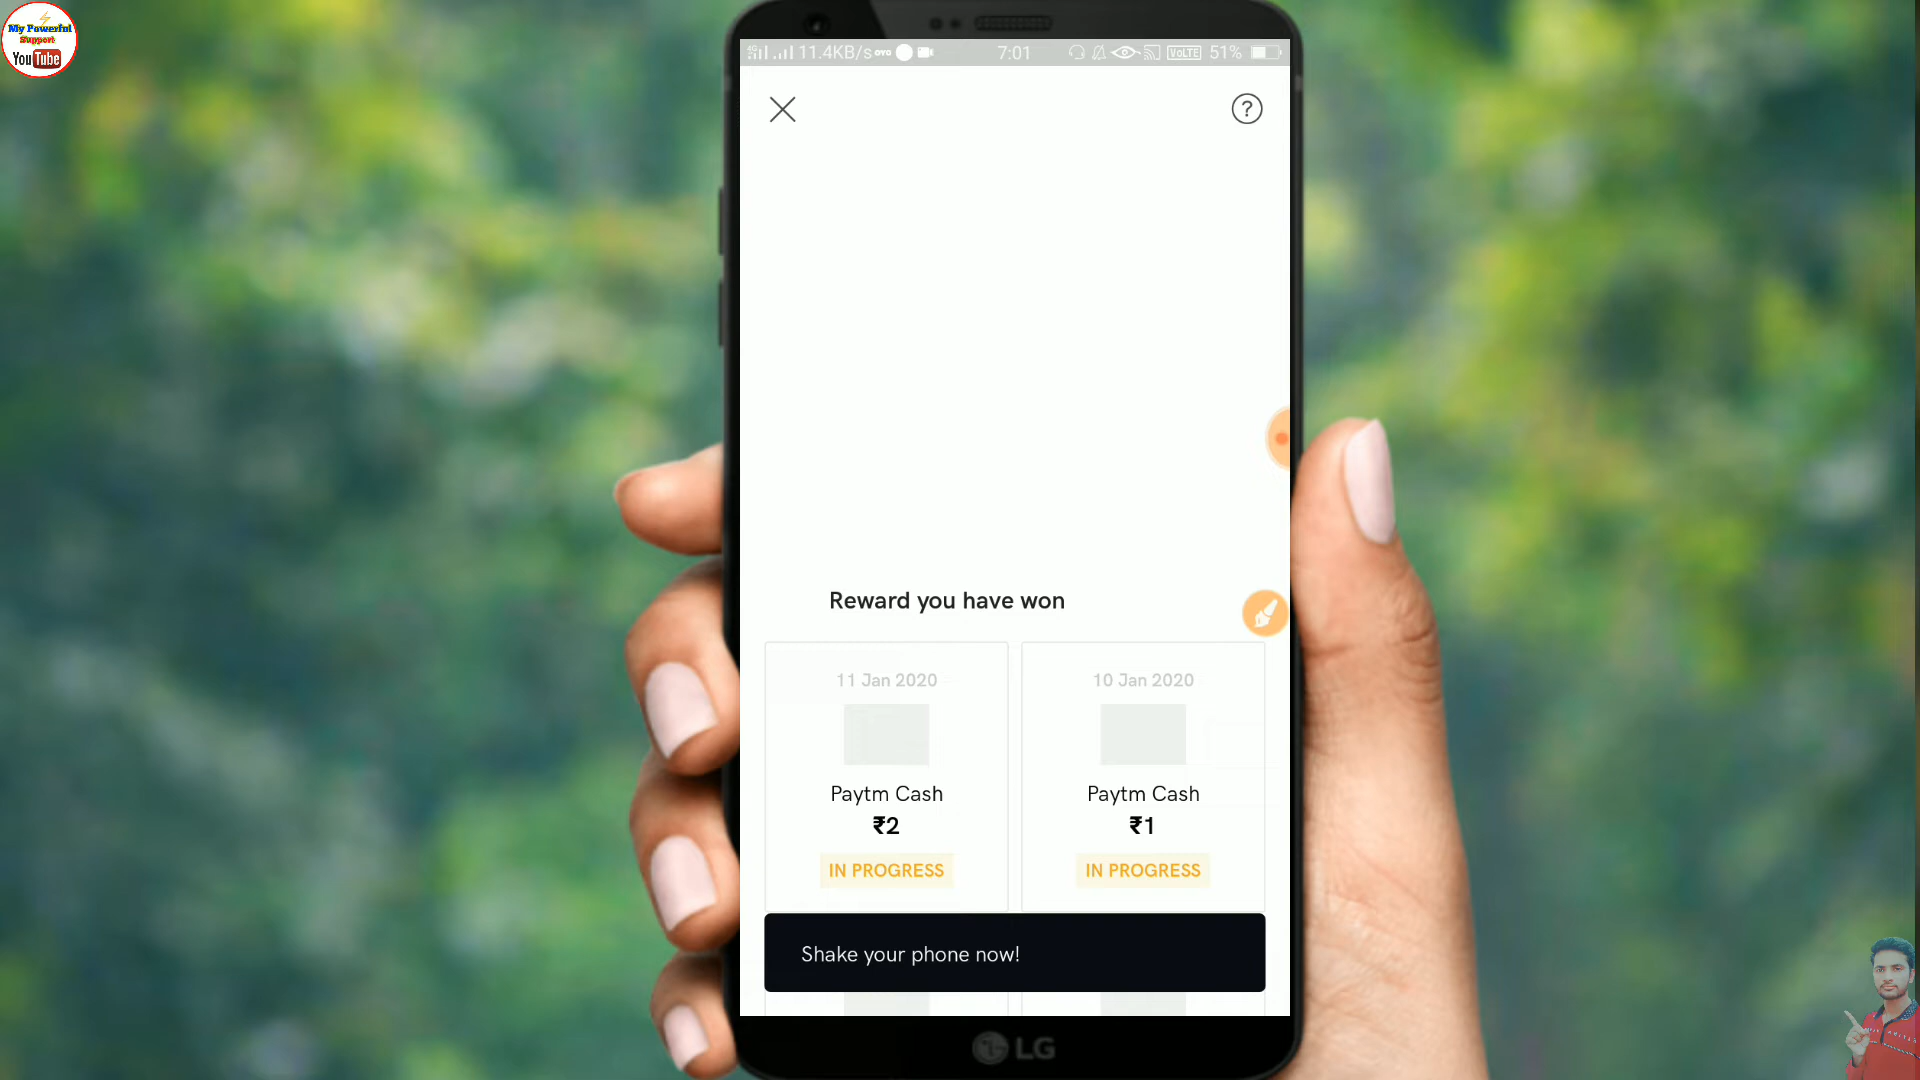 My Powerful
Support
YouTube
11.4KB/s OYO
7:01
VoLTE 51%
?
Reward you have won
11 Jan 2020
10 Jan 2020
Paytm Cash
Paytm Cash
₹2
₹1
IN PROGRESS
IN PROGRESS
Shake your phone now!
LG